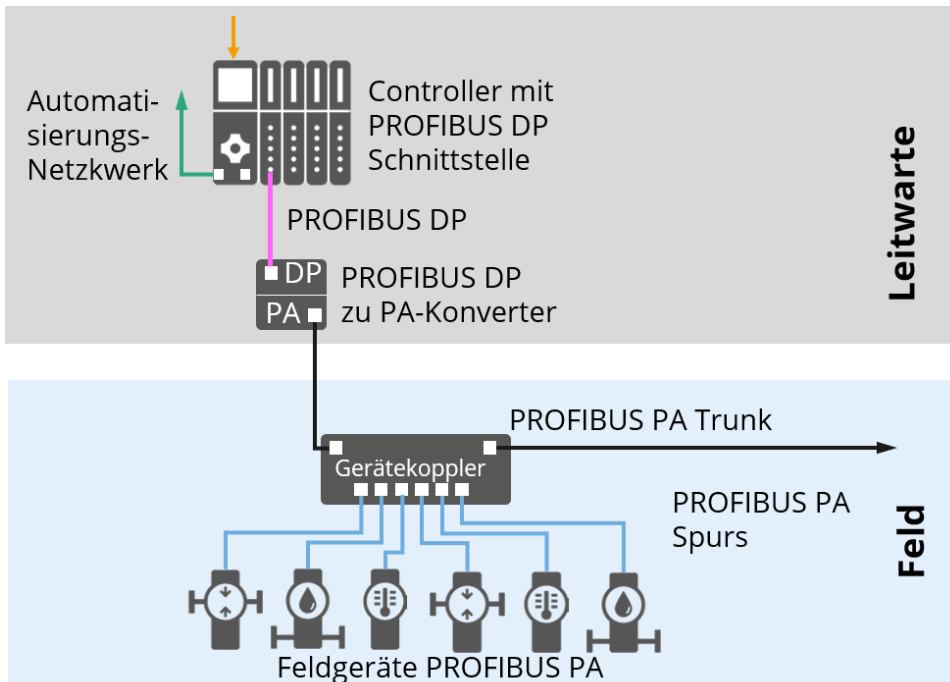 Automati-
sierungs-
Netzkwerk
Controller mit
PROFIBUS DP
Schnittstelle
PROFIBUS DP
DP
PA
PROFIBUS DP
zu PA-Konverter
Leitwarte
PROFIBUS PA Trunk
Gerätekoppler
PROFIBUS PA
Spurs
Feld
Feldgeräte PROFIBUS PA